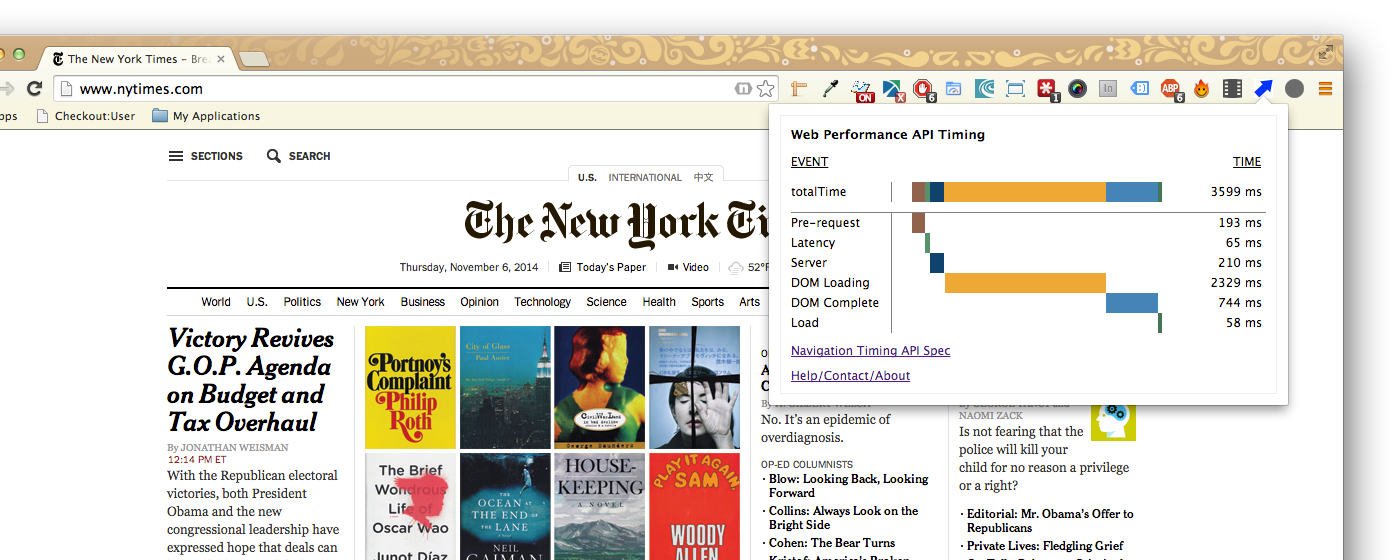 The New York Times – Bre
www.nytimes.com
n
ON
x
6
1
in
ABP
6
pps
Checkout:User
My Applications
SECTIONS
SEARCH
U.S. INTERNATIONAL 中文
The New York Ti
Thursday, November 6, 2014
Today's Paper
Video
52°F
World U.S. Politics New York Business Opinion Technology Science Health Sports Arts
Web Performance API Timing
EVENT TIME
totalTime 3599 ms
Pre-request 193 ms
Latency 65 ms
Server 210 ms
DOM Loading 2329 ms
DOM Complete 744 ms
Load 58 ms
Navigation Timing API Spec
Help/Contact/About
Victory Revives
G.O.P. Agenda
on Budget and
Tax Overhaul
By JONATHAN WEISMAN
12:14 PM ET
With the Republican electoral
victories, both President
Obama and the new
congressional leadership have
expressed hope that deals can
Portnoy's
Complaint
Philip
Roth
City of Glass
Paul Auster
CivilWarLand
in bad decline
George Saunders
The Brief
Wondrous
Life of
Oscar Wao
Junot Díaz
THE
OCEAN AT
THE END OF
THE LANE
NEIL
GAIMAN
HOUSE-
KEEPING
A NOVEL
PLAY IT AGAIN,
SAM
WOODY
ALLEN
No. It's an epidemic of
overdiagnosis.
OP-ED COLUMNISTS
· Blow: Looking Back, Looking
Forward
· Collins: Always Look on the
Bright Side
· Cohen: The Bear Turns
NAOMI ZACK
Is not fearing that the
police will kill your
child for no reason a privilege
or a right?
· Editorial: Mr. Obama's Offer to
Republicans
· Private Lives: Fledgling Grief